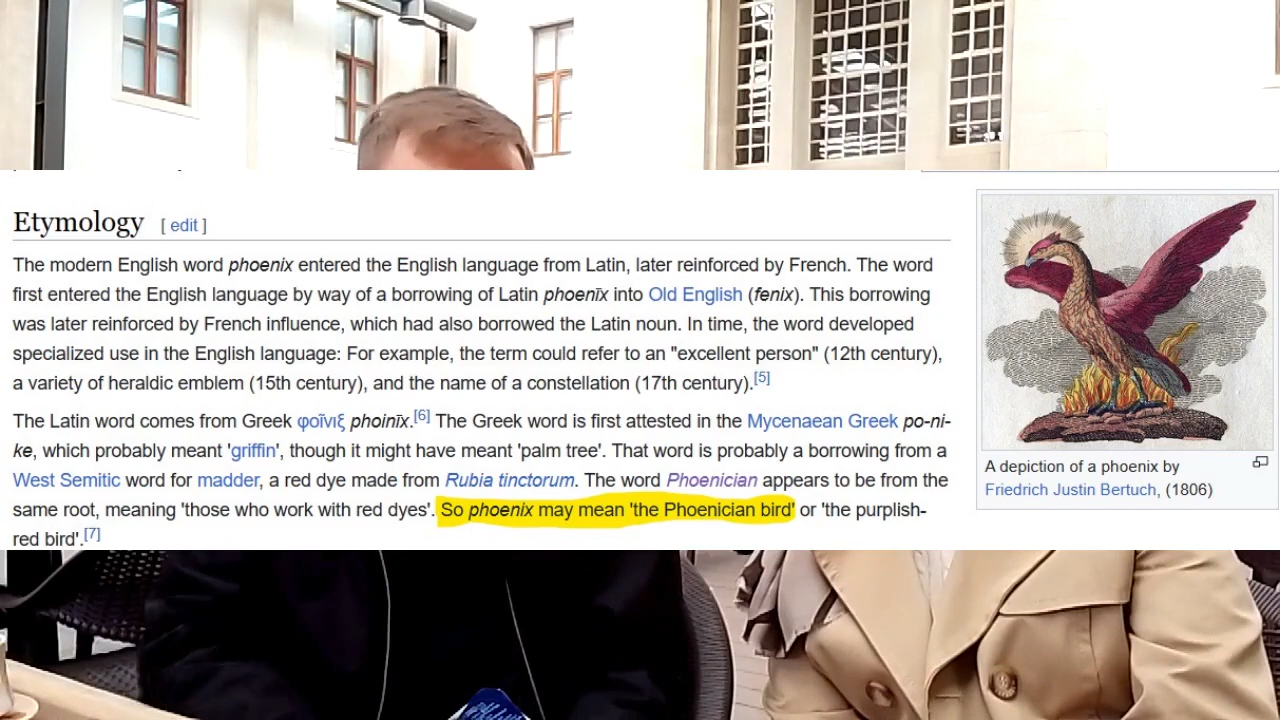 Etymology [ edit ]
The modern English word phoenix entered the English language from Latin, later reinforced by French. The word
first entered the English language by way of a borrowing of Latin phoenīx into Old English (fenix). This borrowing
was later reinforced by French influence, which had also borrowed the Latin noun. In time, the word developed
specialized use in the English language: For example, the term could refer to an "excellent person" (12th century),
a variety of heraldic emblem (15th century), and the name of a constellation (17th century).[5]
The Latin word comes from Greek φοῖνιξ phoinīx.[6] The Greek word is first attested in the Mycenaean Greek po-ni-
ke, which probably meant 'griffin', though it might have meant 'palm tree'. That word is probably a borrowing from a
West Semitic word for madder, a red dye made from Rubia tinctorum. The word Phoenician appears to be from the
same root, meaning 'those who work with red dyes'. So phoenix may mean 'the Phoenician bird' or 'the purplish-
red bird'.[7]
A depiction of a phoenix by
Friedrich Justin Bertuch, (1806)